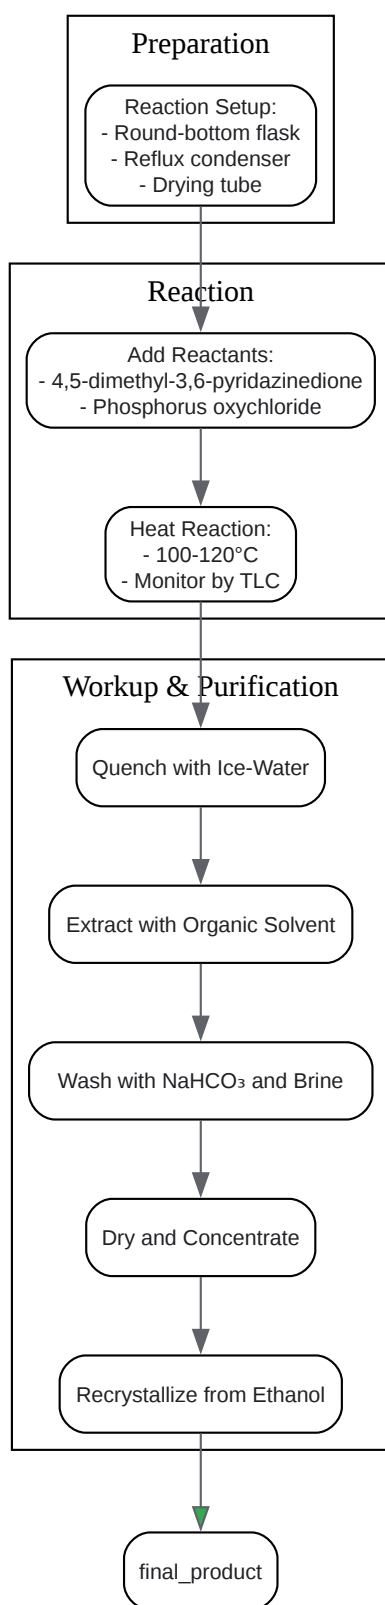 Preparation
Reaction Setup:
- Round-bottom flask
- Reflux condenser
- Drying tube
Reaction
Add Reactants:
- 4,5-dimethyl-3,6-pyridazinedione
- Phosphorus oxychloride
Heat Reaction:
- 100-120°C
- Monitor by TLC
Workup & Purification
Quench with Ice-Water
Extract with Organic Solvent
Wash with NaHCO₃ and Brine
Dry and Concentrate
Recrystallize from Ethanol
final_product